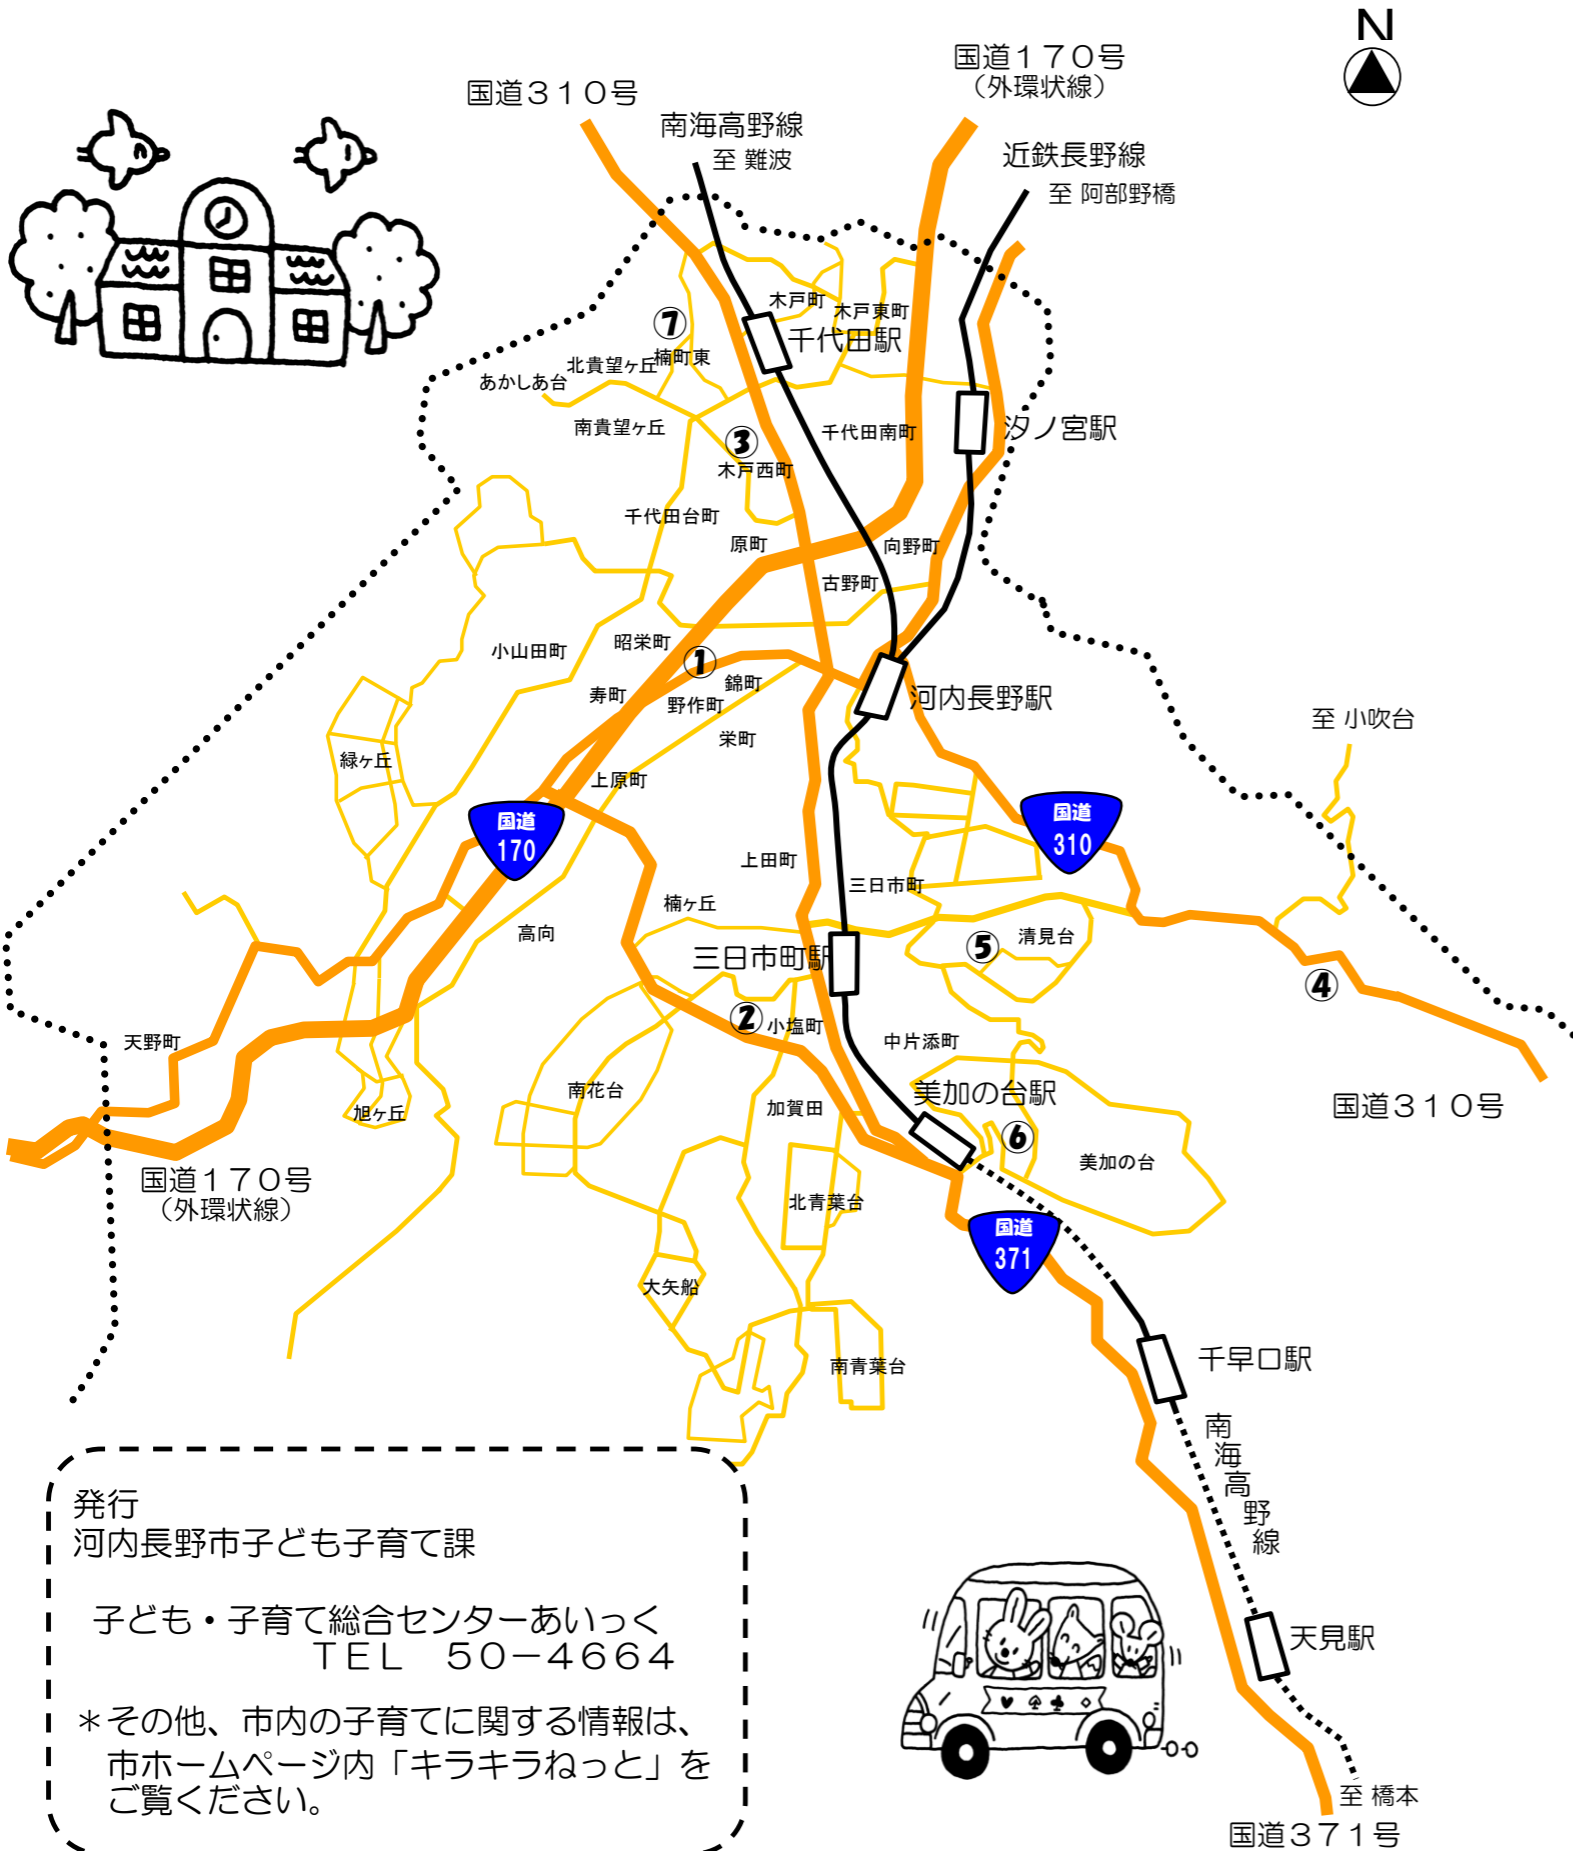 N
国道１７０号
（外環状線）
国道３１０号
南海高野線
至 難波
近鉄長野線
至 阿部野橋
木戸町
木戸東町
⑦
千代田駅
楠町東
北貴望ヶ丘
あかしあ台
南貴望ヶ丘
③
木戸西町
千代田南町
汐ノ宮駅
千代田台町
原町
向野町
古野町
昭栄町
小山田町
①
錦町
寿町
野作町
河内長野駅
栄町
至 小吹台
緑ヶ丘
上原町
国道
170
国道
310
上田町
三日市町
楠ヶ丘
高向
清見台
⑤
三日市町駅
④
②
小塩町
天野町
中片添町
南花台
美加の台駅
加賀田
旭ヶ丘
国道３１０号
⑥
美加の台
国道１７０号
（外環状線）
北青葉台
国道
371
大矢船
千早口駅
南青葉台
南海高野線
発行
河内長野市子ども子育て課
子ども・子育て総合センターあいっく
ＴＥＬ　５０－４６６４
＊その他、市内の子育てに関する情報は、
市ホームページ内「キラキラねっと」を
ご覧ください。
天見駅
至 橋本
国道３７１号